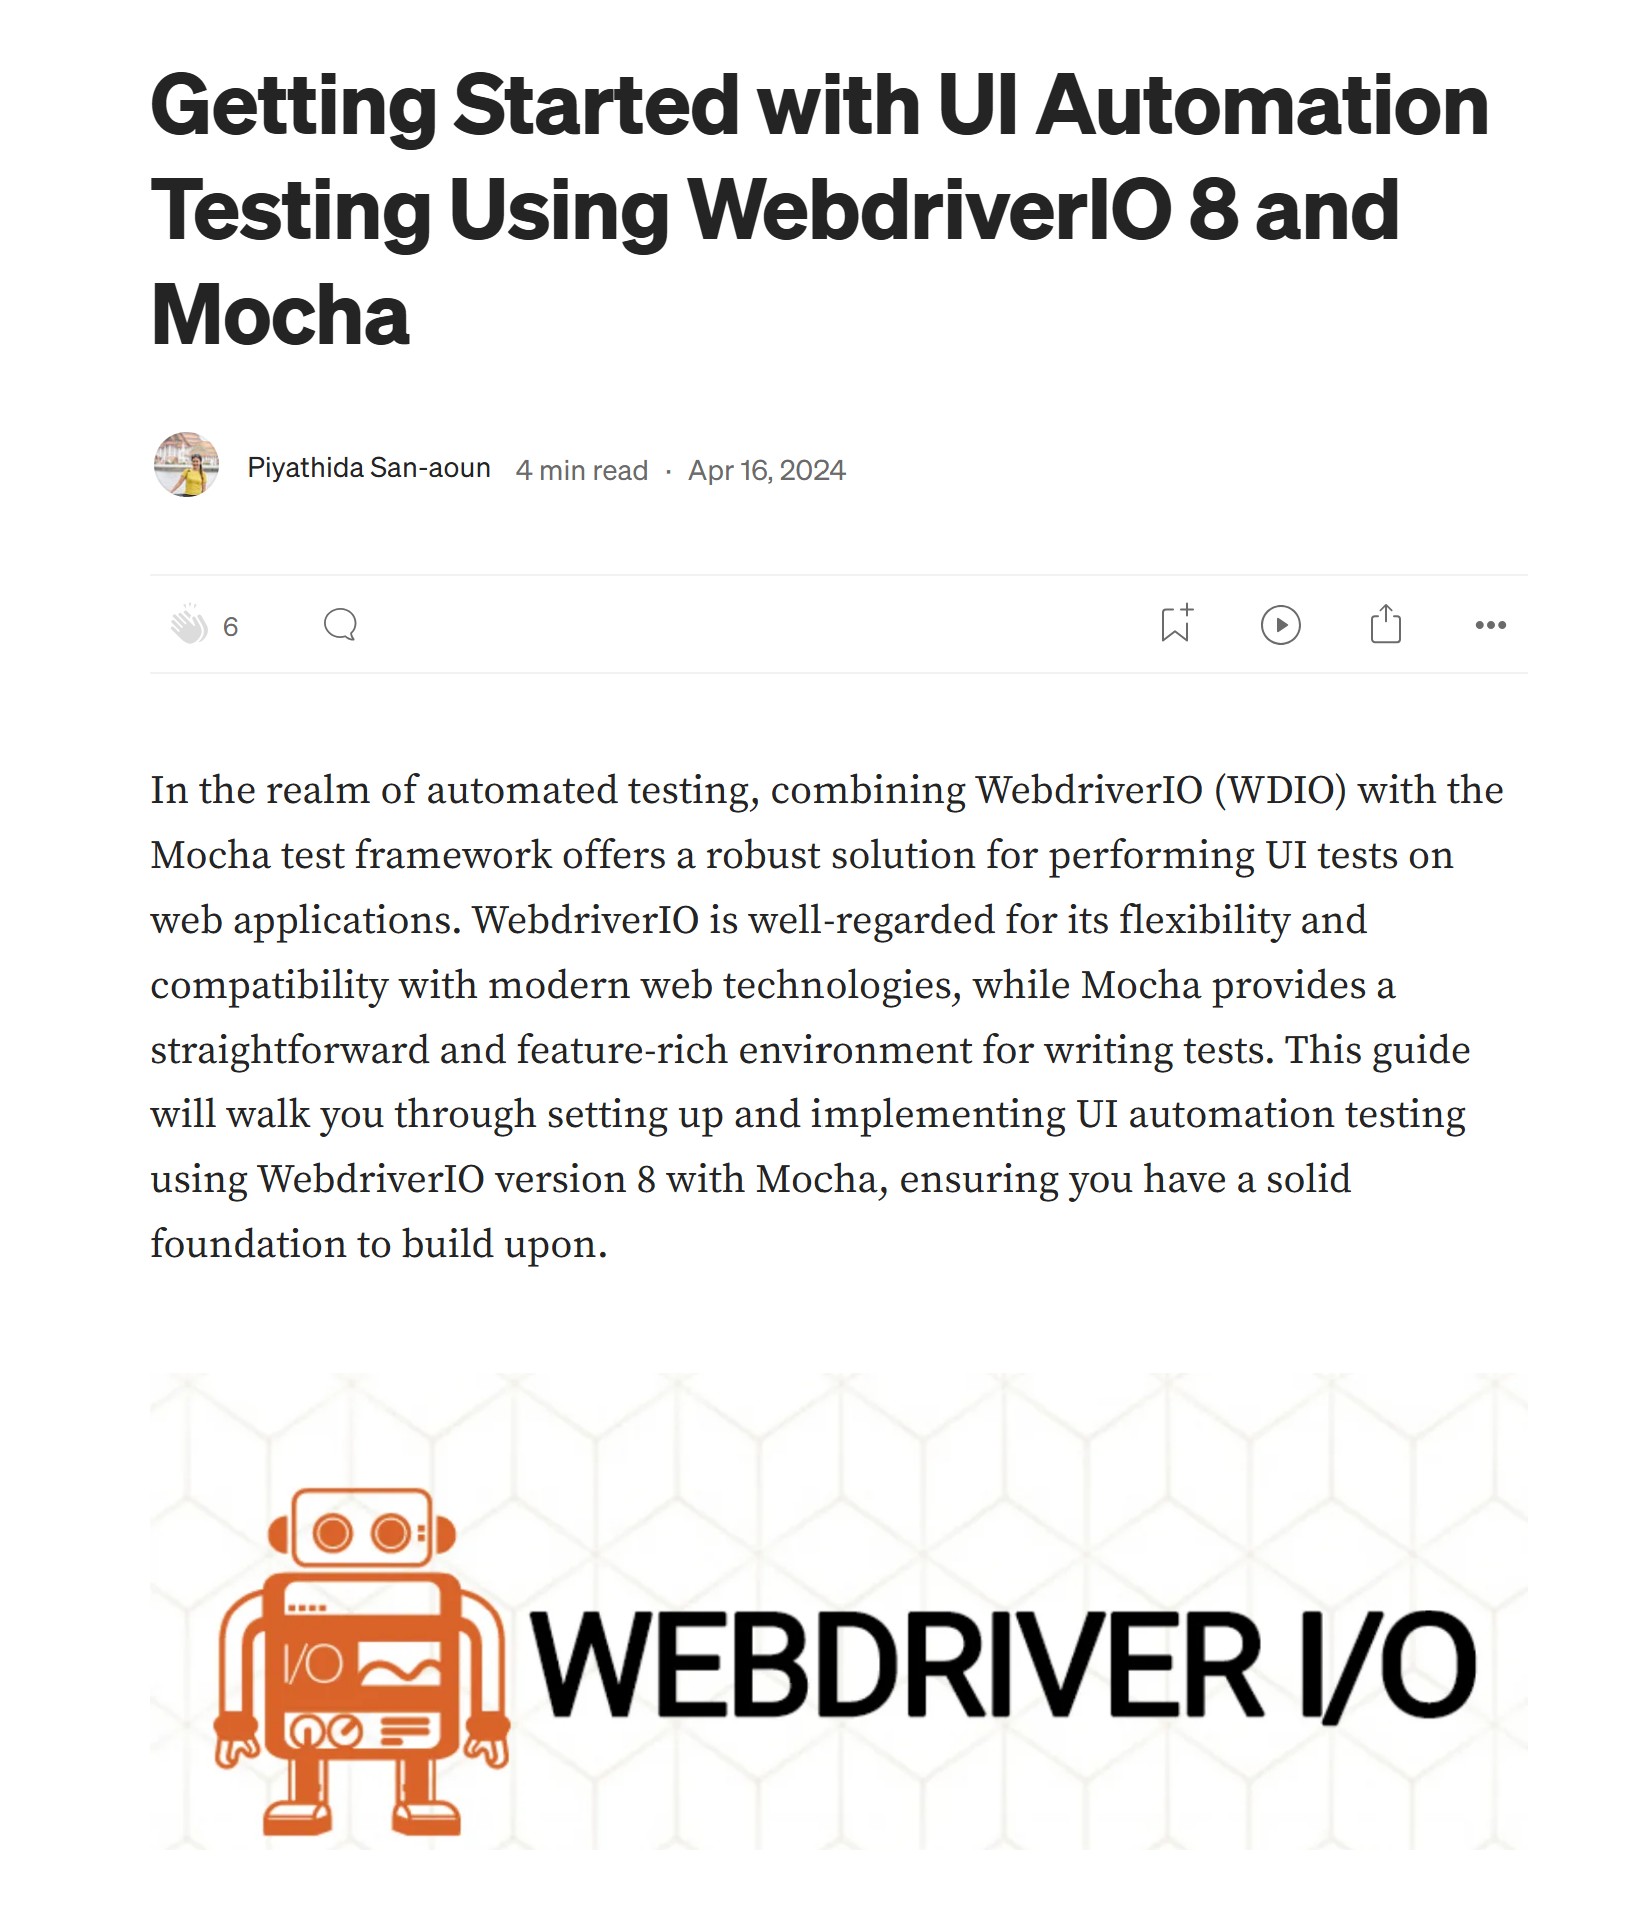 Getting Started with UI Automation
Testing Using WebdriverIO 8 and
Mocha
Piyathida San-aoun 4 min read · Apr 16, 2024
6
In the realm of automated testing, combining WebdriverIO (WDIO) with the
Mocha test framework offers a robust solution for performing UI tests on
web applications. WebdriverIO is well-regarded for its flexibility and
compatibility with modern web technologies, while Mocha provides a
straightforward and feature-rich environment for writing tests. This guide
will walk you through setting up and implementing UI automation testing
using WebdriverIO version 8 with Mocha, ensuring you have a solid
foundation to build upon.
I/O
WEBDRIVER I/O